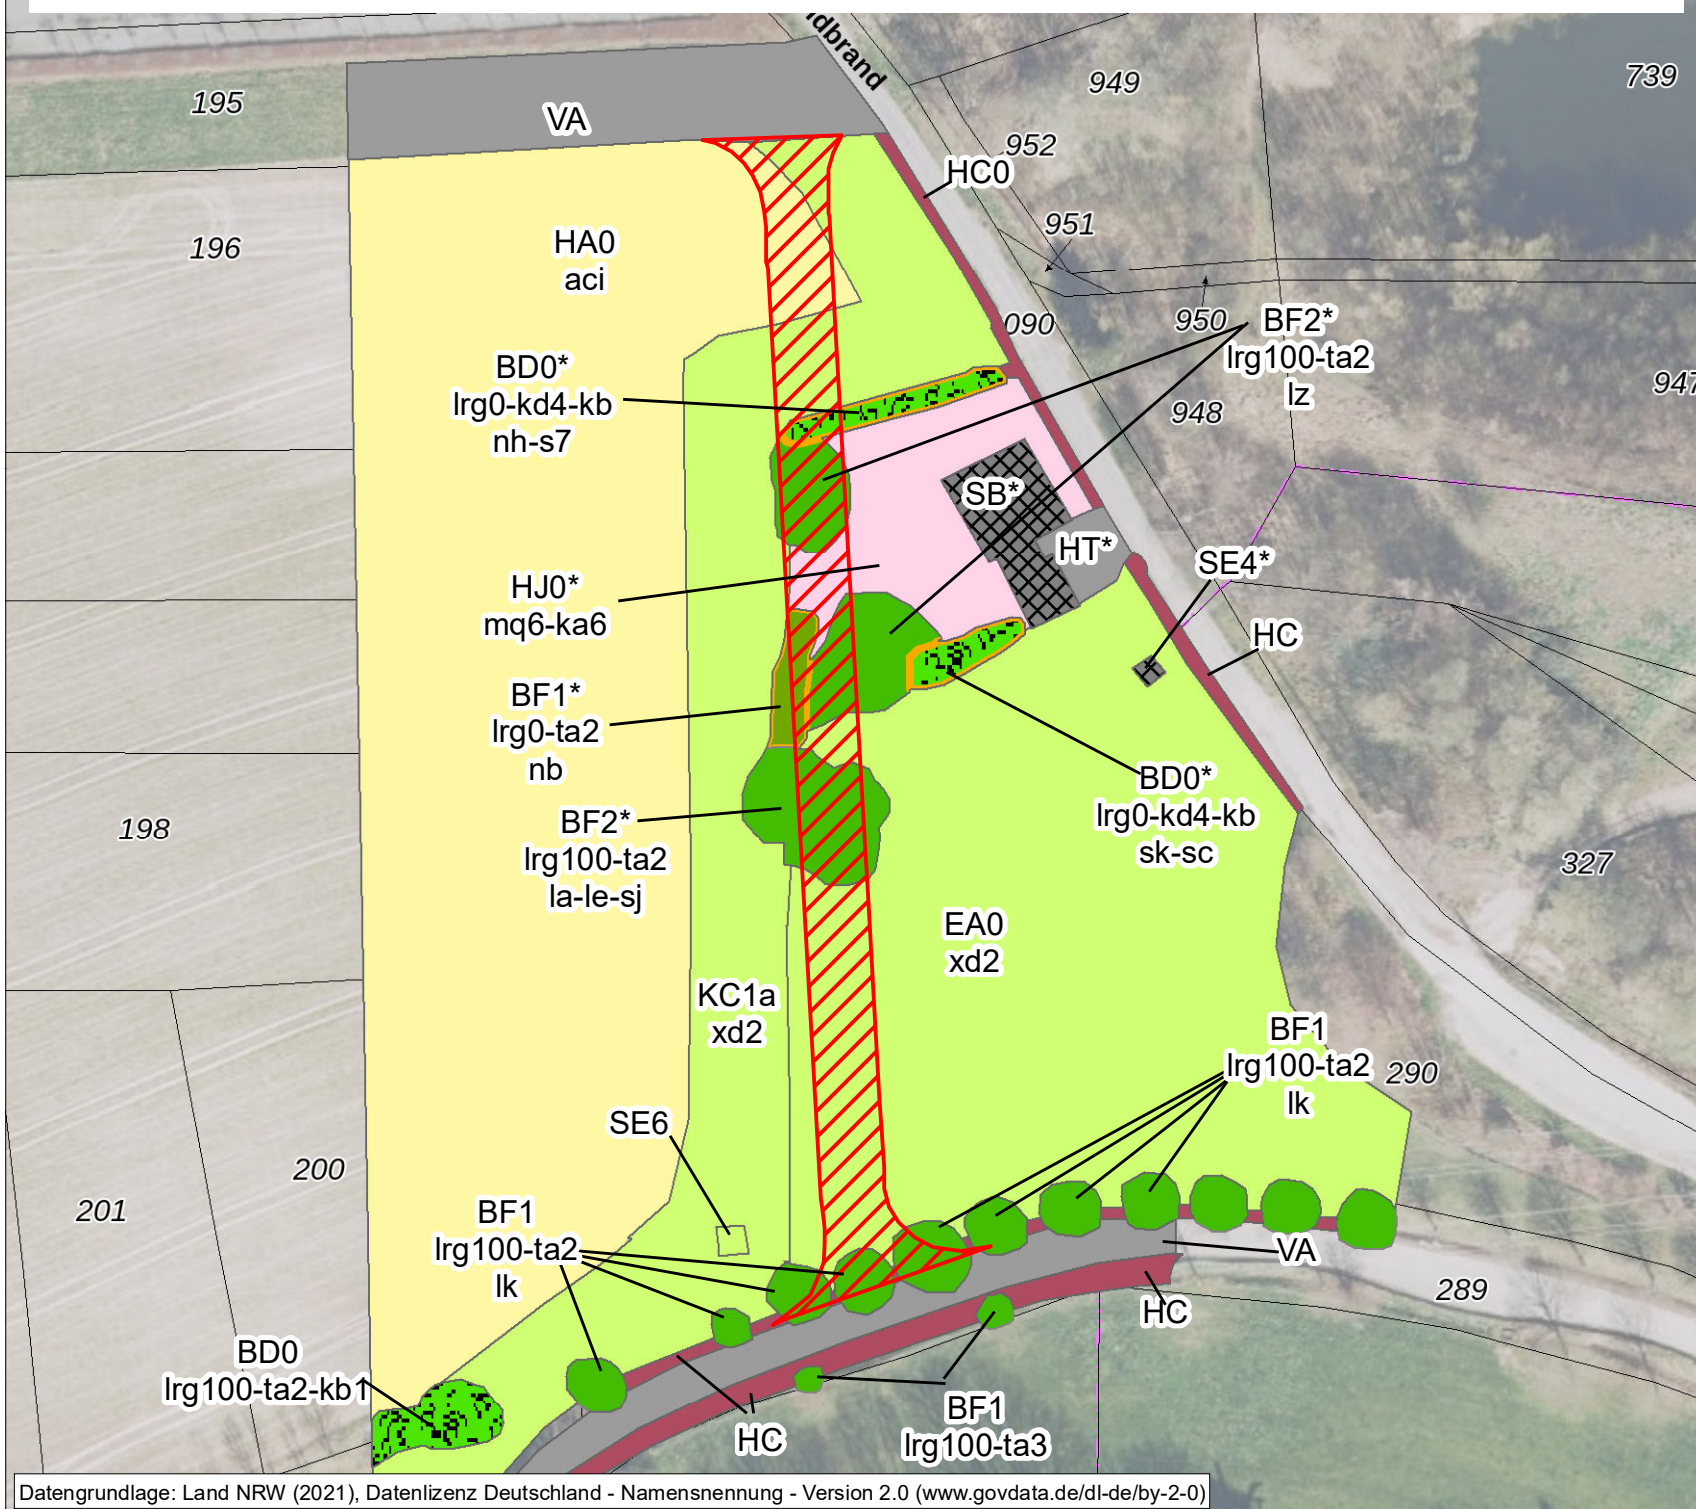 dbrand
195
VA
949
739
952
HC0
951
196
HA0
aci
090
950
BF2*
lrg100-ta2
lz
BD0*
lrg0-kd4-kb
nh-s7
947
948
SB*
HT*
SE4*
HJ0*
mq6-ka6
HC
BF1*
lrg0-ta2
nb
BD0*
lrg0-kd4-kb
sk-sc
198
BF2*
lrg100-ta2
la-le-sj
327
EA0
xd2
KC1a
xd2
BF1
lrg100-ta2
lk
290
SE6
200
201
BF1
lrg100-ta2
lk
VA
289
HC
BD0
lrg100-ta2-kb1
BF1
lrg100-ta3
HC
Datengrundlage: Land NRW (2021), Datenlizenz Deutschland - Namensnennung - Version 2.0 (www.govdata.de/dl-de/by-2-0)